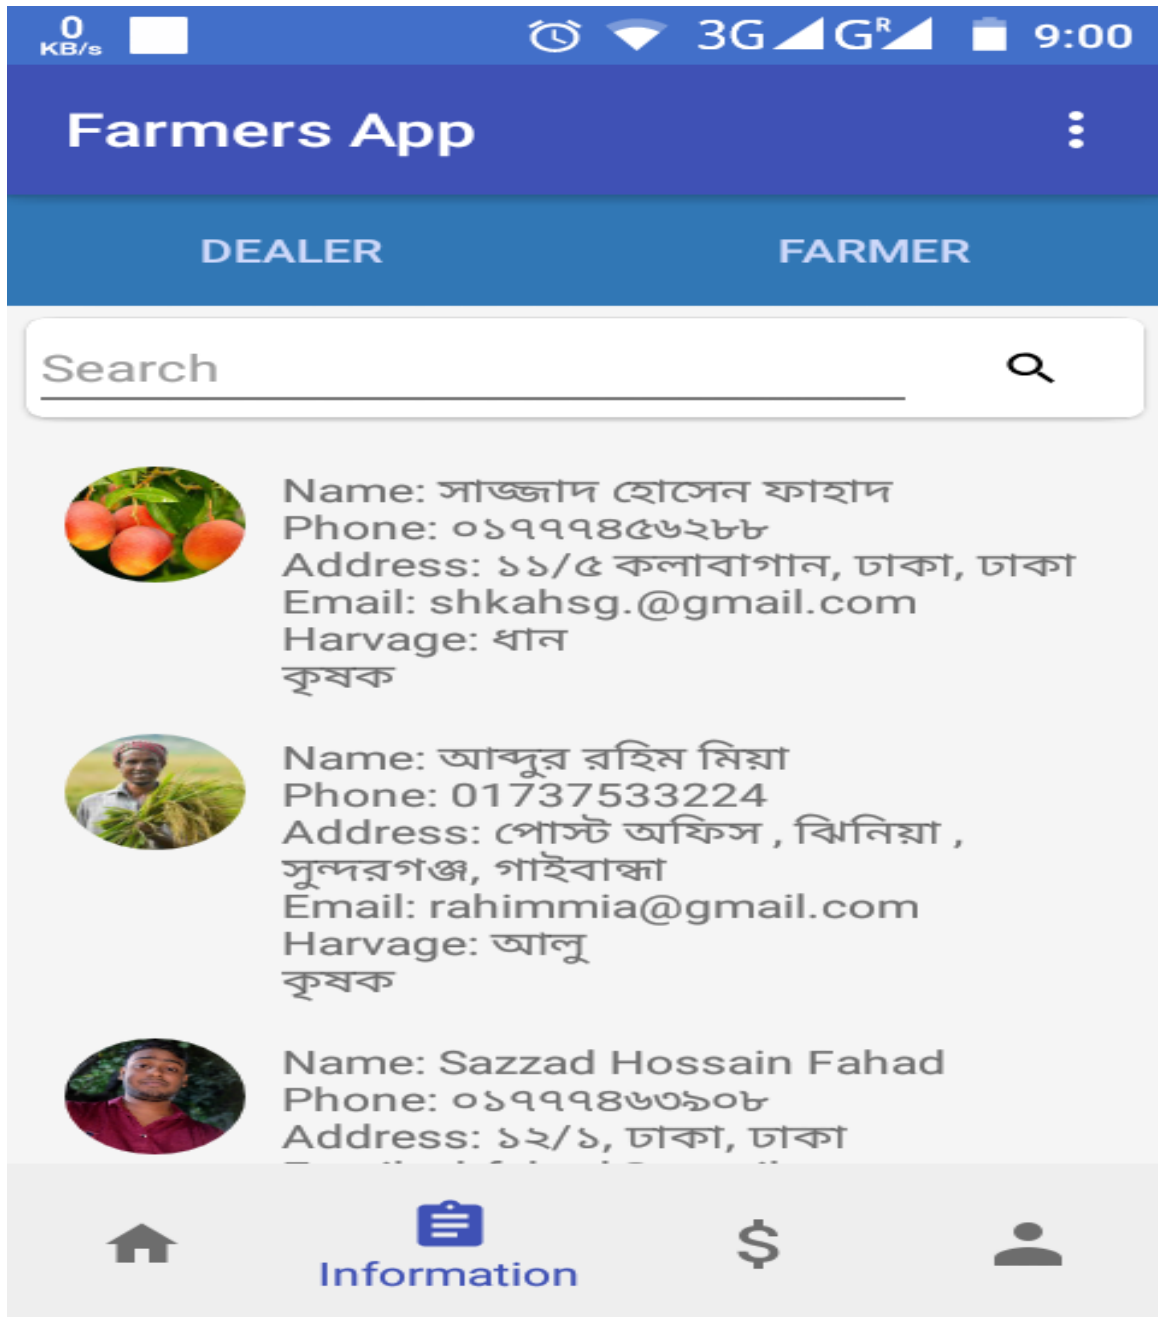 0
KB/s
3G G R 9:00
Farmers App
DEALER FARMER
Search
Name: সাজ্জাদ হোসেন ফাহাদ
Phone: ০১৭৭৭৪৫৬২৮৮
Address: ১১/৫ কলাবাগান, ঢাকা, ঢাকা
Email: shkahsg.@gmail.com
Harvage: ধান
কৃষক
Name: আব্দুর রহিম মিয়া
Phone: 01737533224
Address: পোস্ট অফিস , ঝিনিয়া ,
সুন্দরগঞ্জ, গাইবান্ধা
Email: rahimmia@gmail.com
Harvage: আলু
কৃষক
Name: Sazzad Hossain Fahad
Phone: ০১৭৭৭৪৬৩৯০৮
Address: ১২/১, ঢাকা, ঢাকা
Information